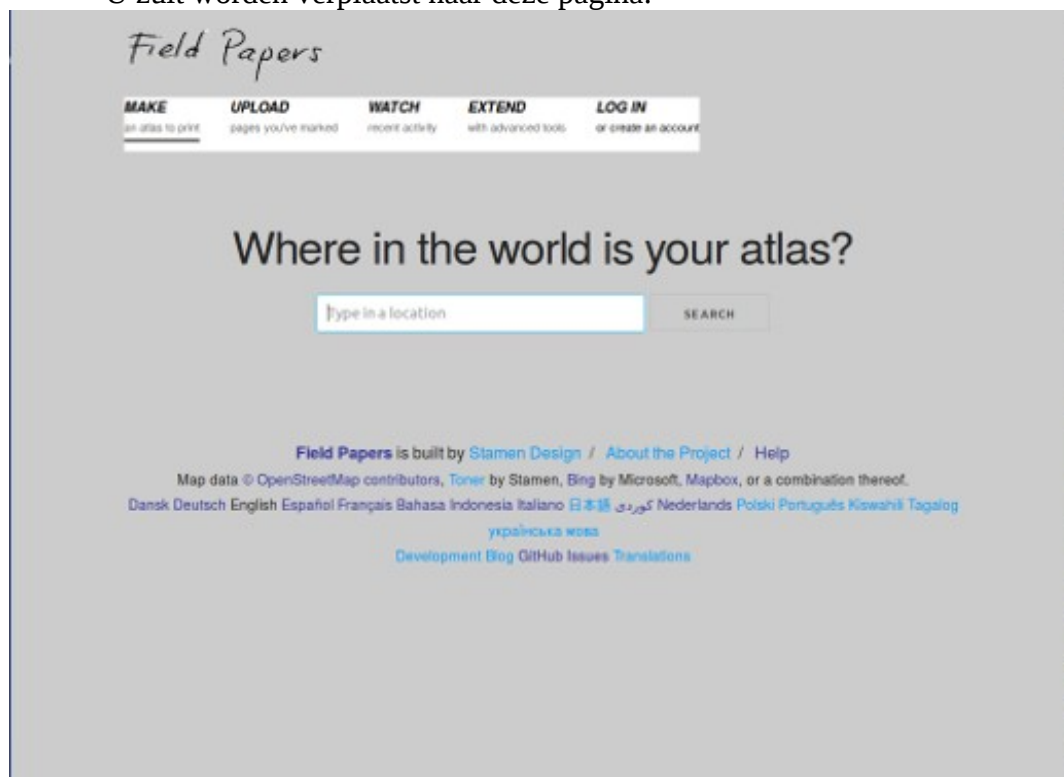 U zult worden verplaatst naar deze pagina:
Field Papers
MAKE UPLOAD WATCH EXTEND LOG IN
an atlas to print pages you've marked recent activity with advanced tools or create an account
Where in the world is your atlas?
Type in a location SEARCH
Field Papers is built by Stamen Design / About the Project / Help
Map data © OpenStreetMap contributors, Toner by Stamen, Bing by Microsoft, Mapbox, or a combination thereof.
Dansk Deutsch English Español Français Bahasa Indonesia Italiano 日本語 كوردی Nederlands Polski Português Kiswahili Tagalog
українська мова
Development Blog GitHub Issues Translations